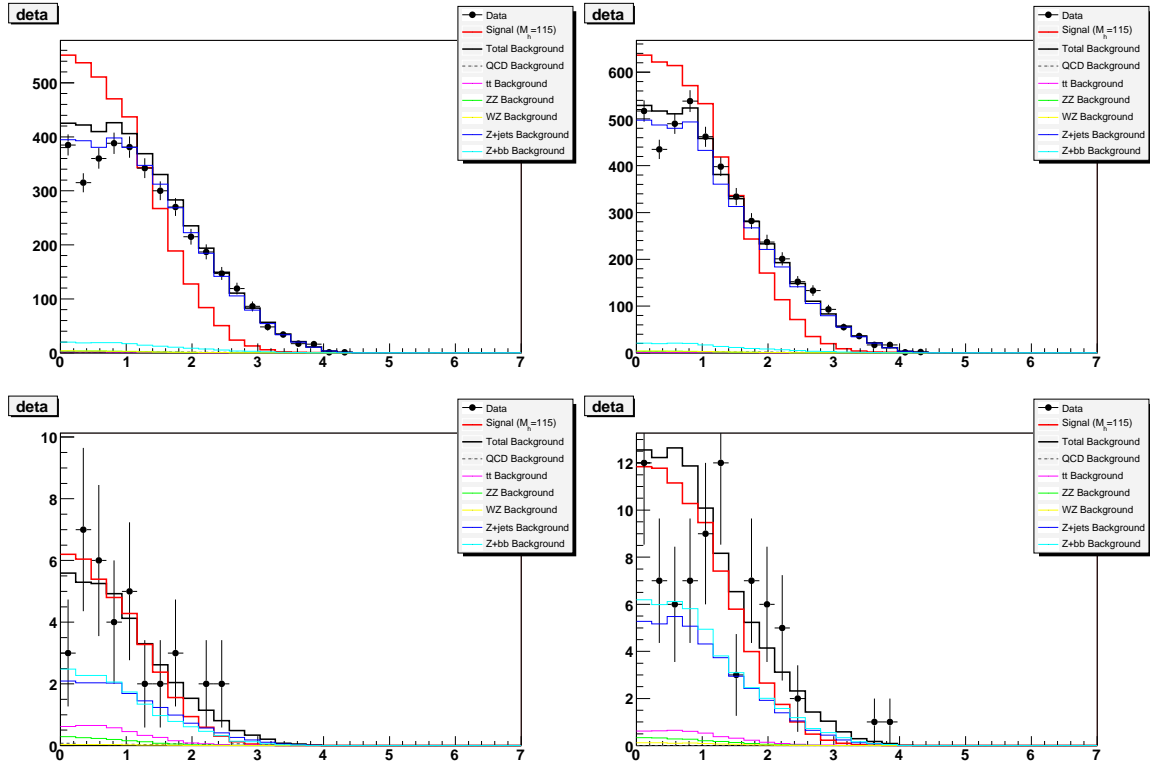 deta
Data
Signal (M_h=115)
Total Background
QCD Background
tt Background
ZZ Background
WZ Background
Z+jets Background
Z+bb Background
500
400
300
200
100
0
0 1 2 3 4 5 6 7
deta
Data
Signal (M_h=115)
Total Background
QCD Background
tt Background
ZZ Background
WZ Background
Z+jets Background
Z+bb Background
600
500
400
300
200
100
0
0 1 2 3 4 5 6 7
deta
Data
Signal (M_h=115)
Total Background
QCD Background
tt Background
ZZ Background
WZ Background
Z+jets Background
Z+bb Background
10
8
6
4
2
0
0 1 2 3 4 5 6 7
deta
Data
Signal (M_h=115)
Total Background
QCD Background
tt Background
ZZ Background
WZ Background
Z+jets Background
Z+bb Background
12
10
8
6
4
2
0
0 1 2 3 4 5 6 7